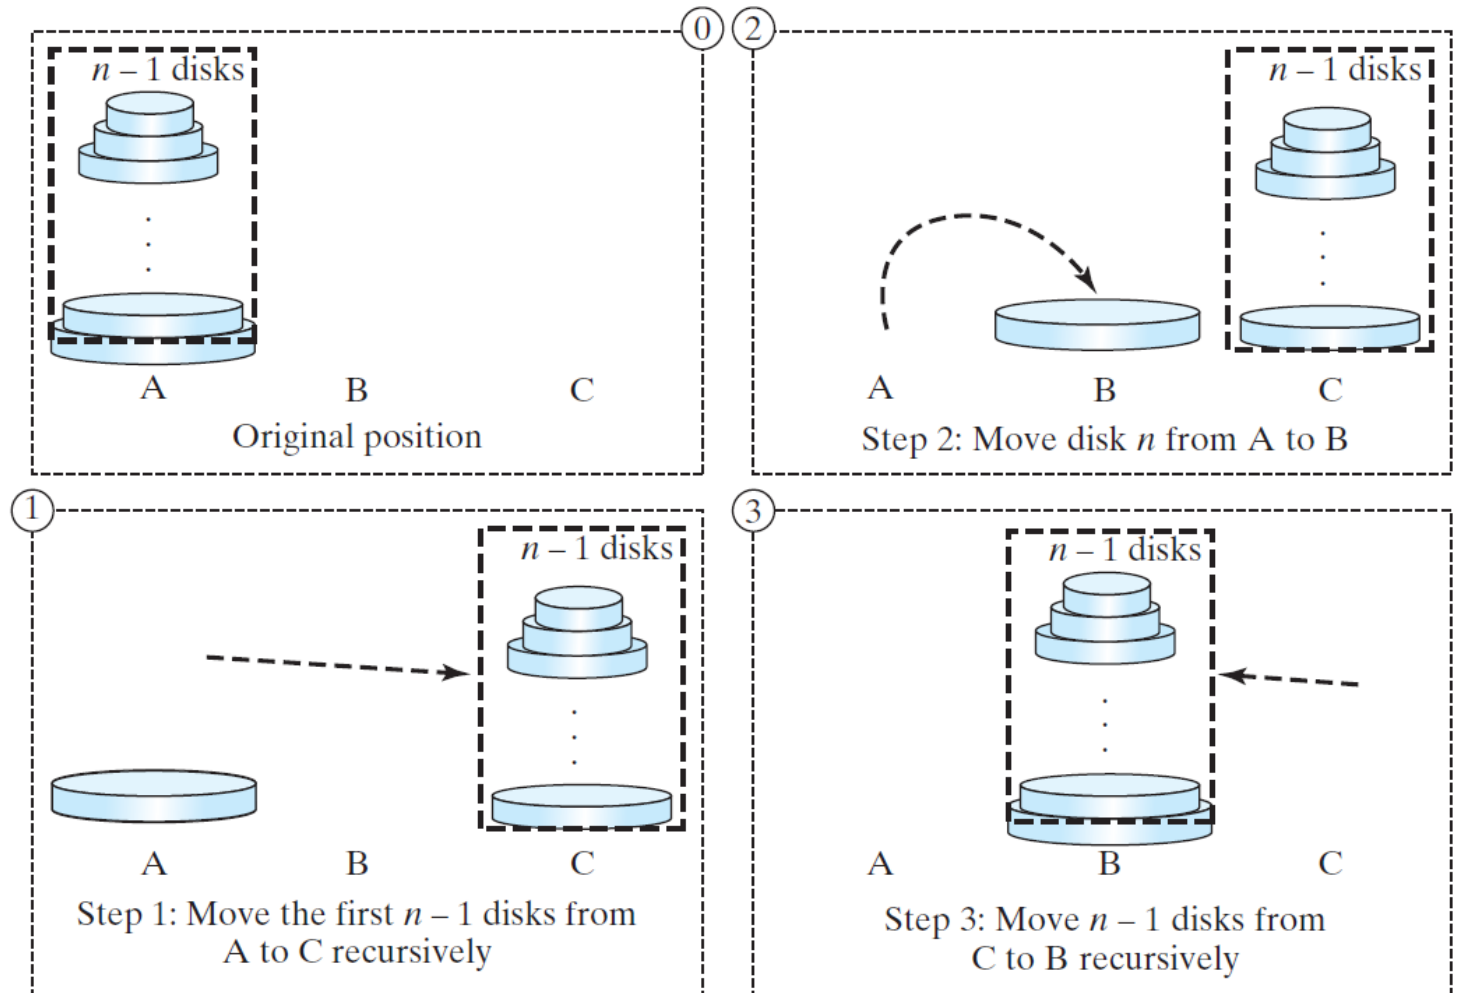 0
n – 1 disks
A B C
Original position
1
n – 1 disks
A B C
Step 1: Move the first n – 1 disks from
A to C recursively
2
n – 1 disks
A B C
Step 2: Move disk n from A to B
3
n – 1 disks
A B C
Step 3: Move n – 1 disks from
C to B recursively